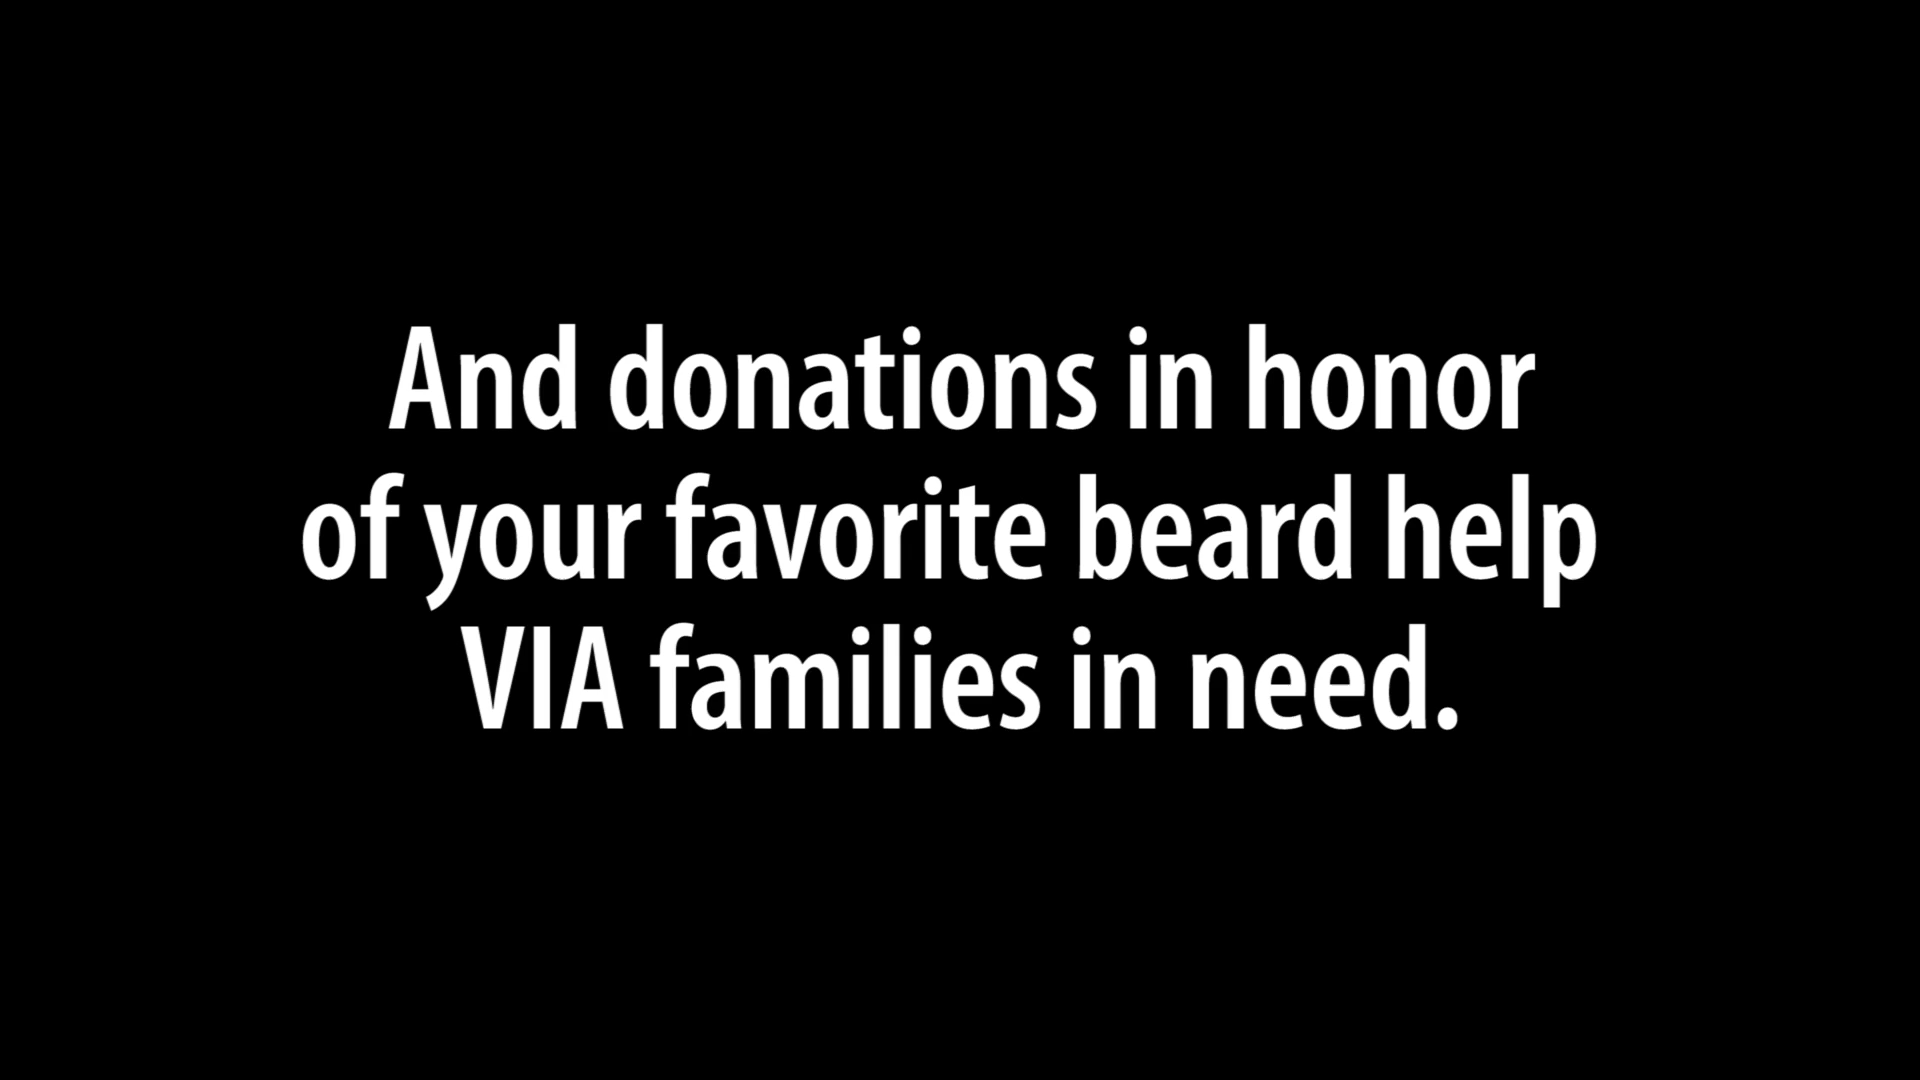 And donations in honor
of your favorite beard help
VIA families in need.